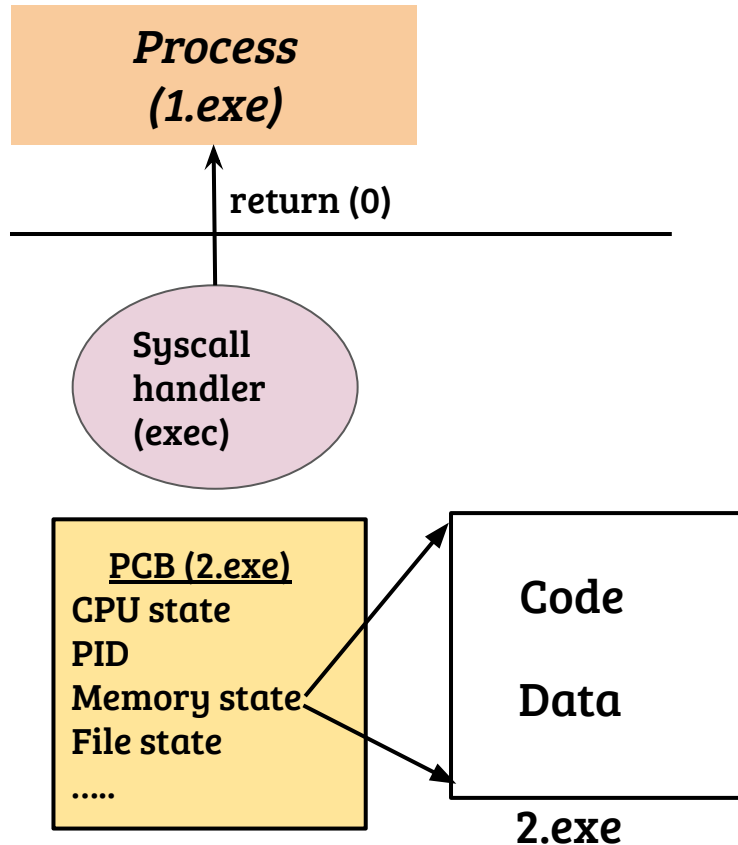 Process
(1.exe)
return (0)
Syscall
handler
(exec)
PCB (2.exe)
CPU state
PID
Memory state
File state
.....
Code
Data
2.exe